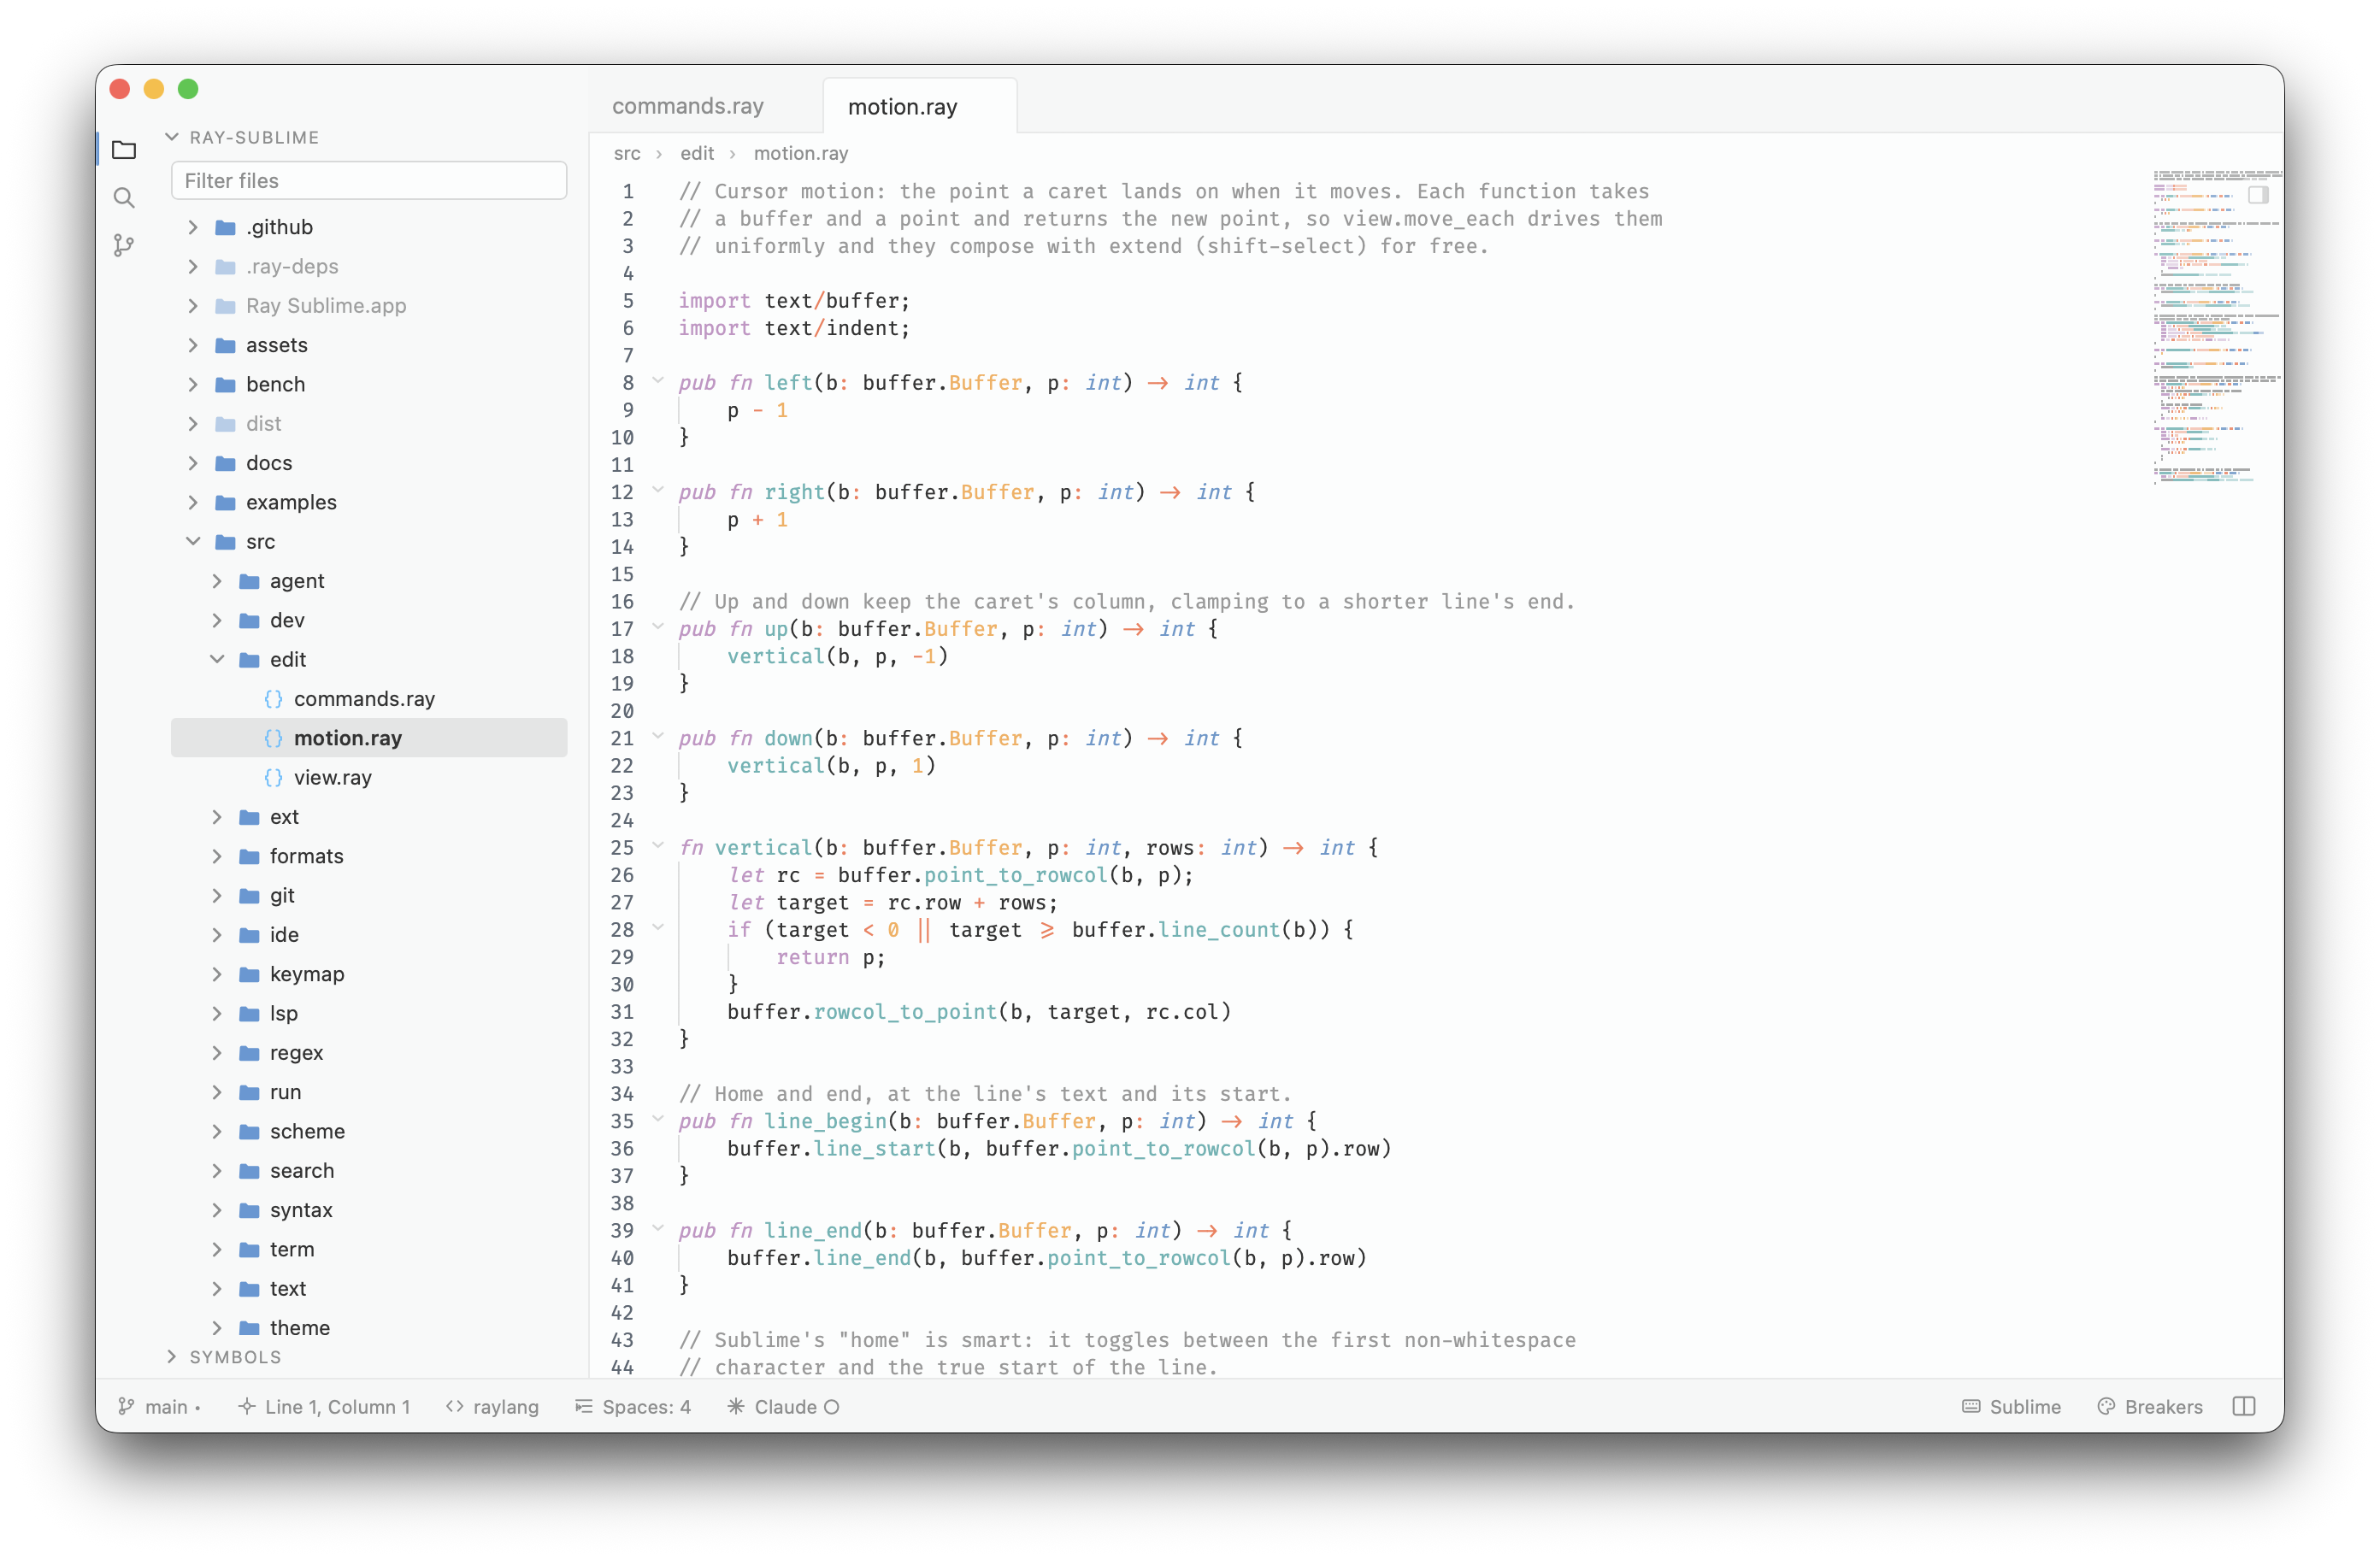 commands.ray
motion.ray
RAY-SUBLIME
Filter files
.github
.ray-deps
Ray Sublime.app
assets
bench
dist
docs
examples
src
agent
dev
edit
commands.ray
motion.ray
view.ray
ext
formats
git
ide
keymap
lsp
regex
run
scheme
search
syntax
term
text
theme
SYMBOLS
src › edit › motion.ray
1 // Cursor motion: the point a caret lands on when it moves. Each function takes
2 // a buffer and a point and returns the new point, so view.move_each drives them
3 // uniformly and they compose with extend (shift-select) for free.
4
5 import text/buffer;
6 import text/indent;
7
8 pub fn left(b: buffer.Buffer, p: int) -> int {
9     p - 1
10 }
11
12 pub fn right(b: buffer.Buffer, p: int) -> int {
13     p + 1
14 }
15
16 // Up and down keep the caret's column, clamping to a shorter line's end.
17 pub fn up(b: buffer.Buffer, p: int) -> int {
18     vertical(b, p, -1)
19 }
20
21 pub fn down(b: buffer.Buffer, p: int) -> int {
22     vertical(b, p, 1)
23 }
24
25 fn vertical(b: buffer.Buffer, p: int, rows: int) -> int {
26     let rc = buffer.point_to_rowcol(b, p);
27     let target = rc.row + rows;
28     if (target < 0 || target >= buffer.line_count(b)) {
29         return p;
30     }
31     buffer.rowcol_to_point(b, target, rc.col)
32 }
33
34 // Home and end, at the line's text and its start.
35 pub fn line_begin(b: buffer.Buffer, p: int) -> int {
36     buffer.line_start(b, buffer.point_to_rowcol(b, p).row)
37 }
38
39 pub fn line_end(b: buffer.Buffer, p: int) -> int {
40     buffer.line_end(b, buffer.point_to_rowcol(b, p).row)
41 }
42
43 // Sublime's "home" is smart: it toggles between the first non-whitespace
44 // character and the true start of the line.
main • Line 1, Column 1 raylang Spaces: 4 Claude Sublime Breakers